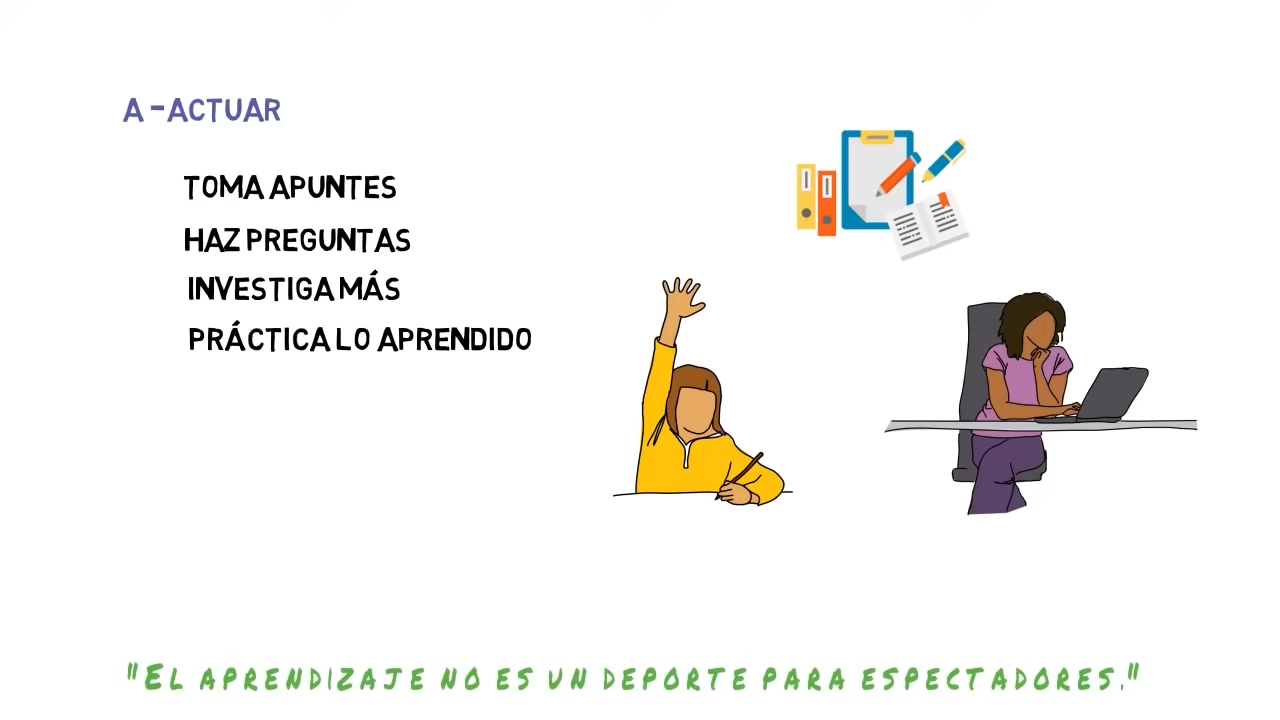 A - ACTUAR
TOMA APUNTES
HAZ PREGUNTAS
INVESTIGA MÁS
PRÁCTICA LO APRENDIDO
"EL APRENDIZAJE NO ES UN DEPORTE PARA ESPECTADORES."